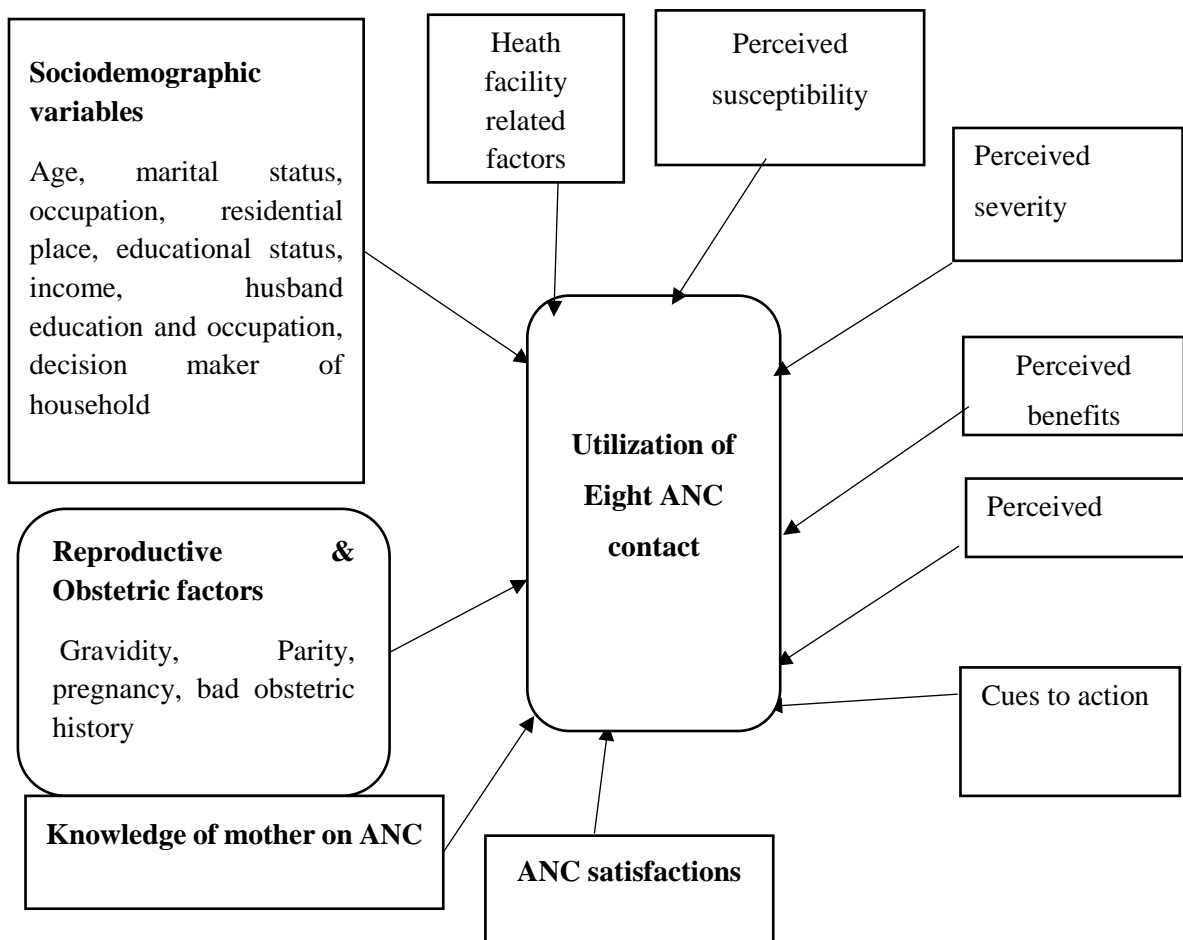 Sociodemographic
variables
Age, marital status,
occupation, residential
place, educational status,
income, husband
education and occupation,
decision maker of
household
Heath
facility
related
factors
Perceived
susceptibility
Perceived
severity
Perceived
benefits
Perceived
Cues to action
Utilization of
Eight ANC
contact
Reproductive &
Obstetric factors
Gravidity, Parity,
pregnancy, bad obstetric
history
Knowledge of mother on ANC
ANC satisfactions